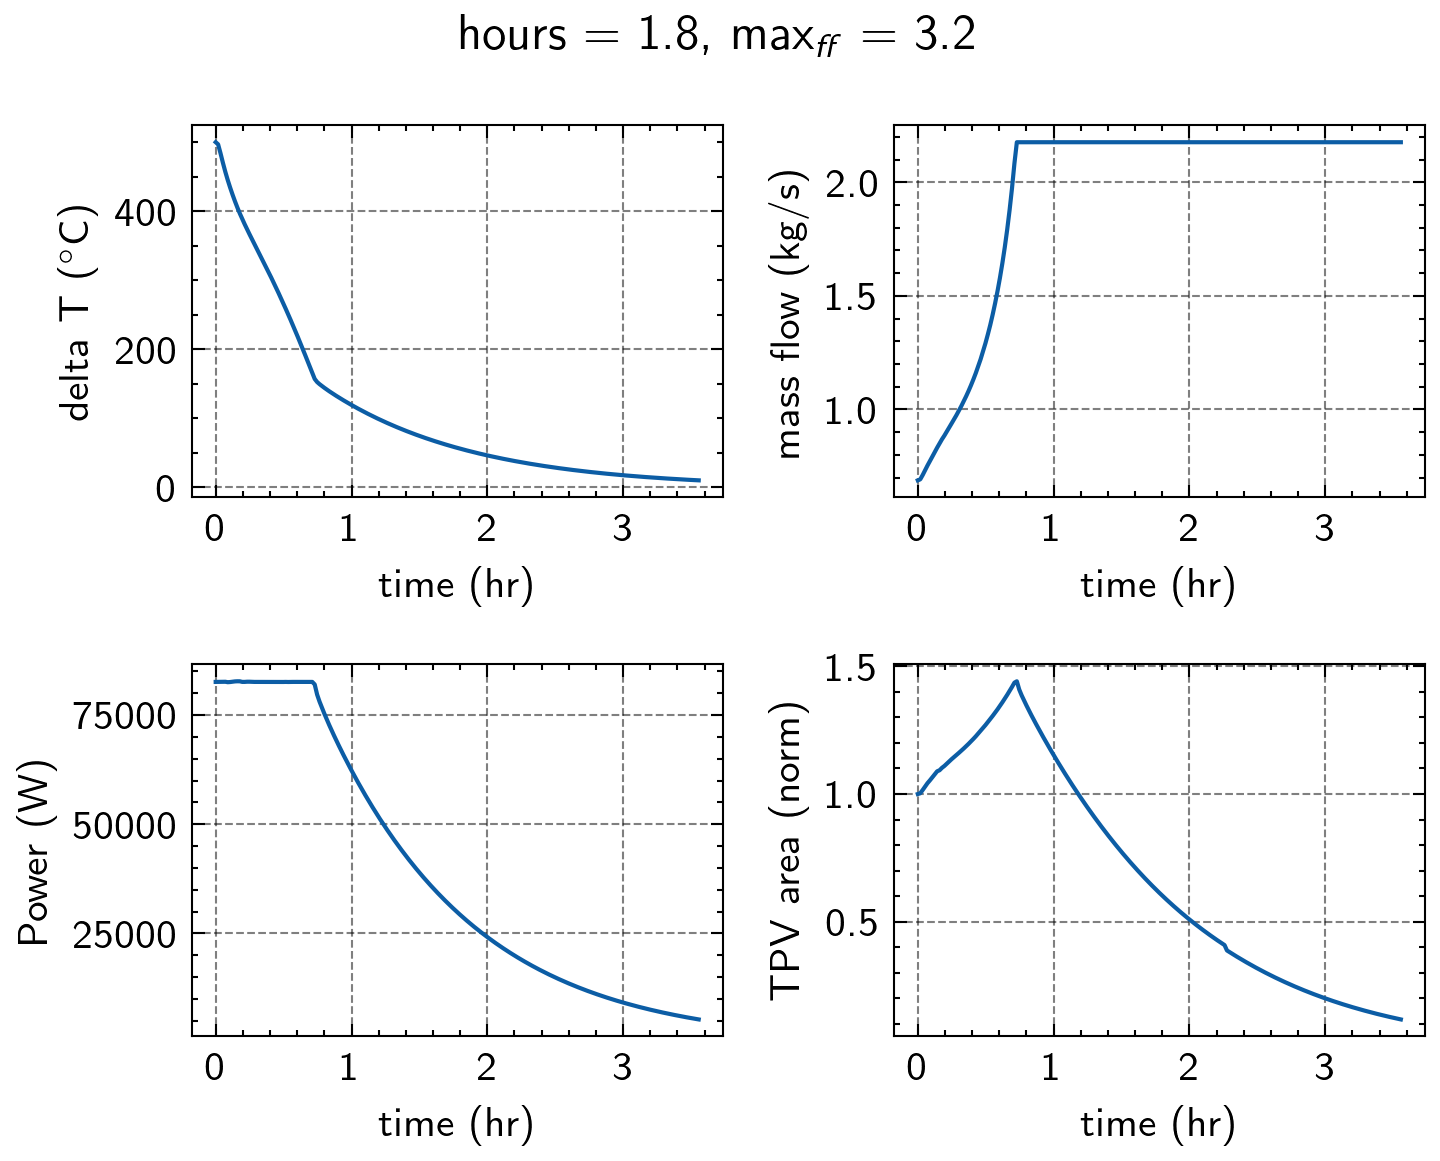 hours = 1.8, max_ff = 3.2
delta T (°C)
400
200
0
0 1 2 3
time (hr)
mass flow (kg/s)
2.0
1.5
1.0
0 1 2 3
time (hr)
Power (W)
75000
50000
25000
0 1 2 3
time (hr)
TPV area (norm)
1.5
1.0
0.5
0 1 2 3
time (hr)